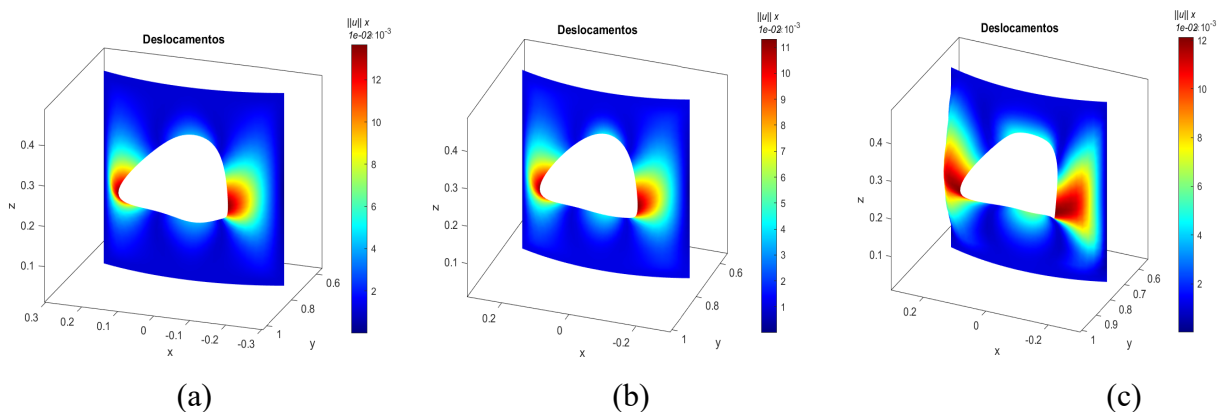 ||u|| x
1e-02 ×10⁻³
Deslocamentos
12
10
8
6
4
2
0.4
0.3
0.2
0.1
z
0.3
0.2
0.1
0
-0.1
-0.2
-0.3
x
0.6
0.8
1
y
(a)
||u|| x
1e-02 ×10⁻³
Deslocamentos
11
10
9
8
7
6
5
4
3
2
1
0.4
0.3
0.2
0.1
z
0.2
0
-0.2
x
0.6
0.8
1
y
(b)
||u|| x
1e-02 ×10⁻³
Deslocamentos
12
10
8
6
4
2
0.4
0.3
0.2
0.1
z
0.2
0
-0.2
x
0.6
0.7
0.8
0.9
1
y
(c)